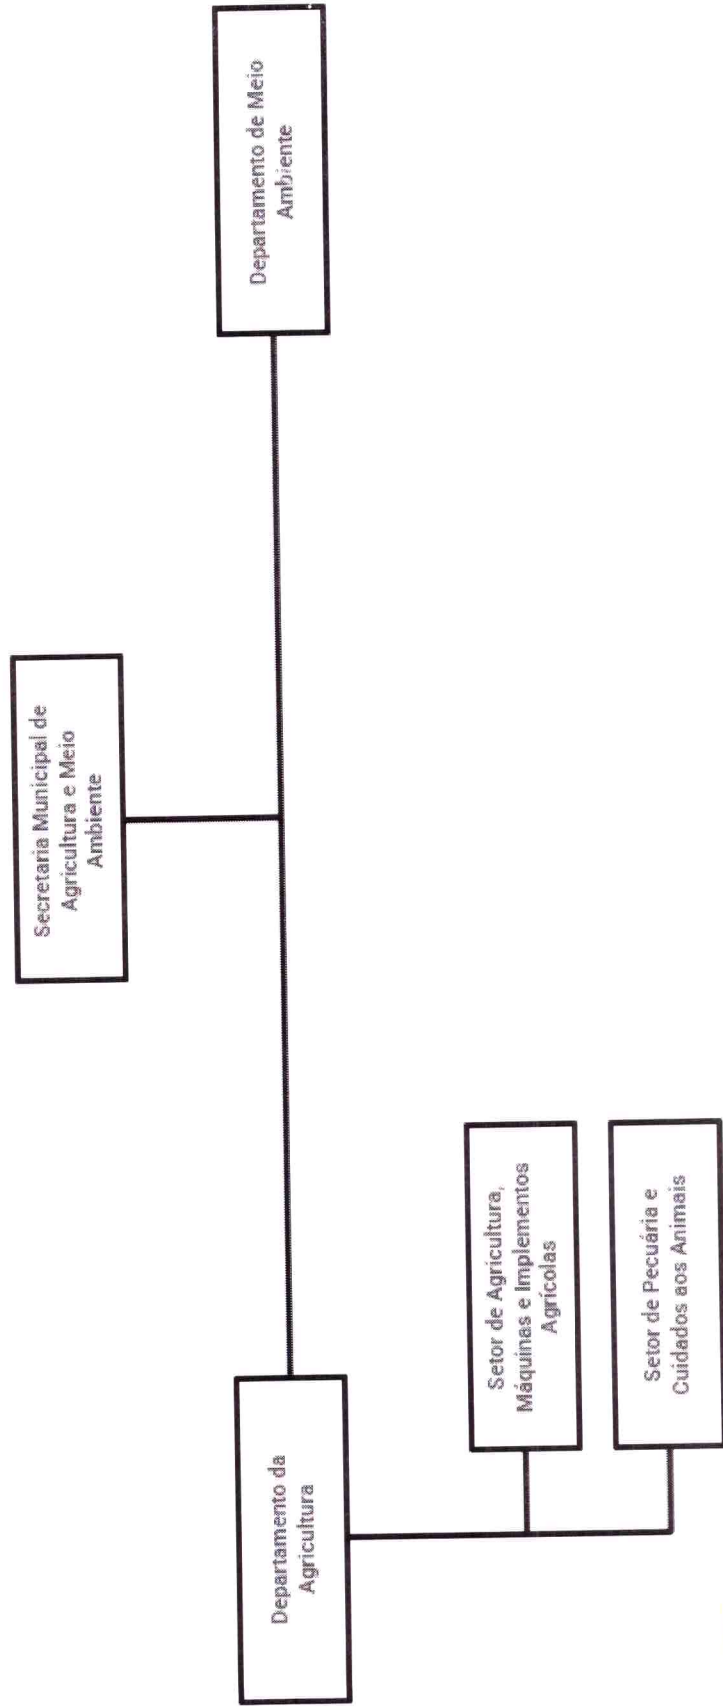 Secretaria Municipal de
Agricultura e Meio
Ambiente
Departamento da
Agricultura
Departamento de Meio
Ambiente
Setor de Agricultura,
Máquinas e Implementos
Agrícolas
Setor de Pecuária e
Cuidados aos Animais